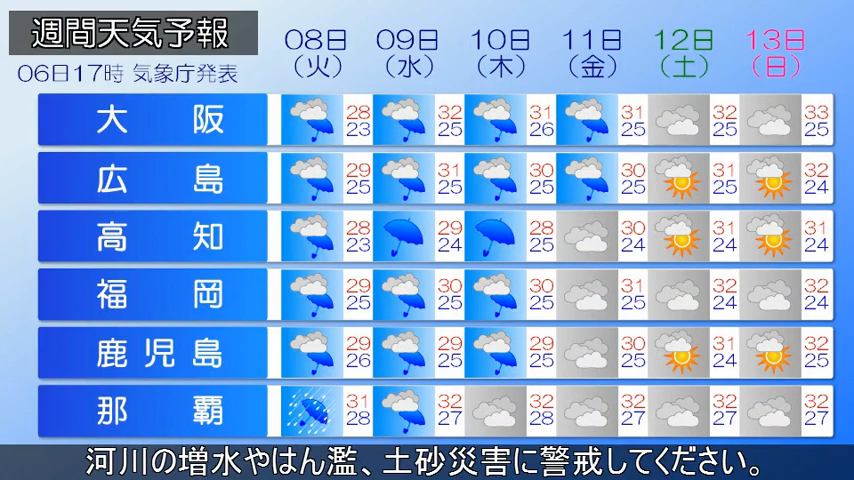 週間天気予報
06日17時 気象庁発表
08日 09日 10日 11日 12日 13日
（火） （水） （木） （金） （土） （日）
大阪 28 23 32 25 31 26 31 25 32 25 33 25
広島 29 25 31 25 30 25 30 25 31 25 32 24
高知 28 23 29 24 28 25 30 24 31 24 31 24
福岡 29 25 30 25 30 25 31 25 32 24 32 24
鹿児島 29 26 29 25 29 25 30 25 31 24 32 25
那覇 31 28 32 27 32 28 32 27 32 27 32 27
河川の増水やはん濫、土砂災害に警戒してください。